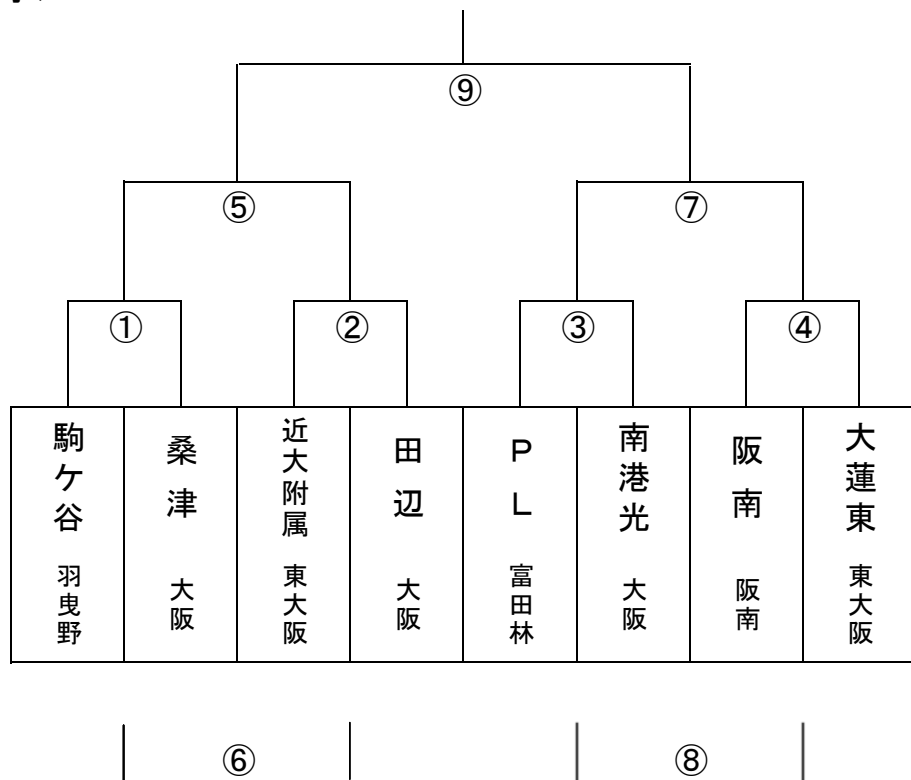 ⑨
⑤
⑦
①
②
③
④
駒ケ谷
羽曳野
桑津
大阪
近大附属
東大阪
田辺
大阪
PL
富田林
南港光
大阪
阪南
阪南
大蓮東
東大阪
⑥
⑧